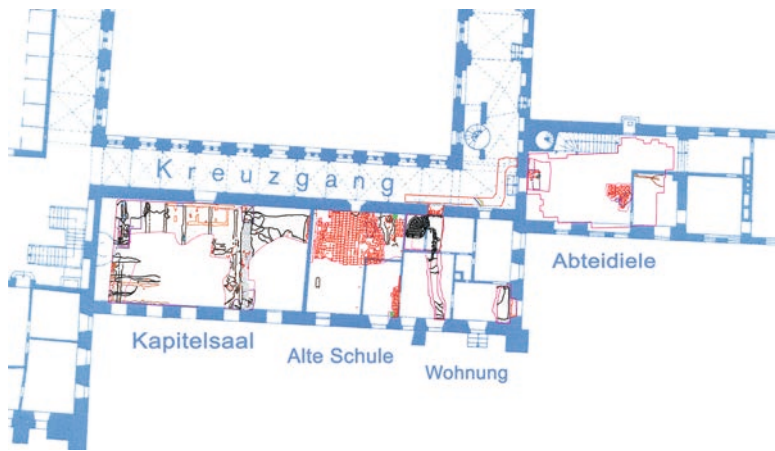 Kreuzgang
Abteidiele
Kapitelsaal
Alte Schule
Wohnung